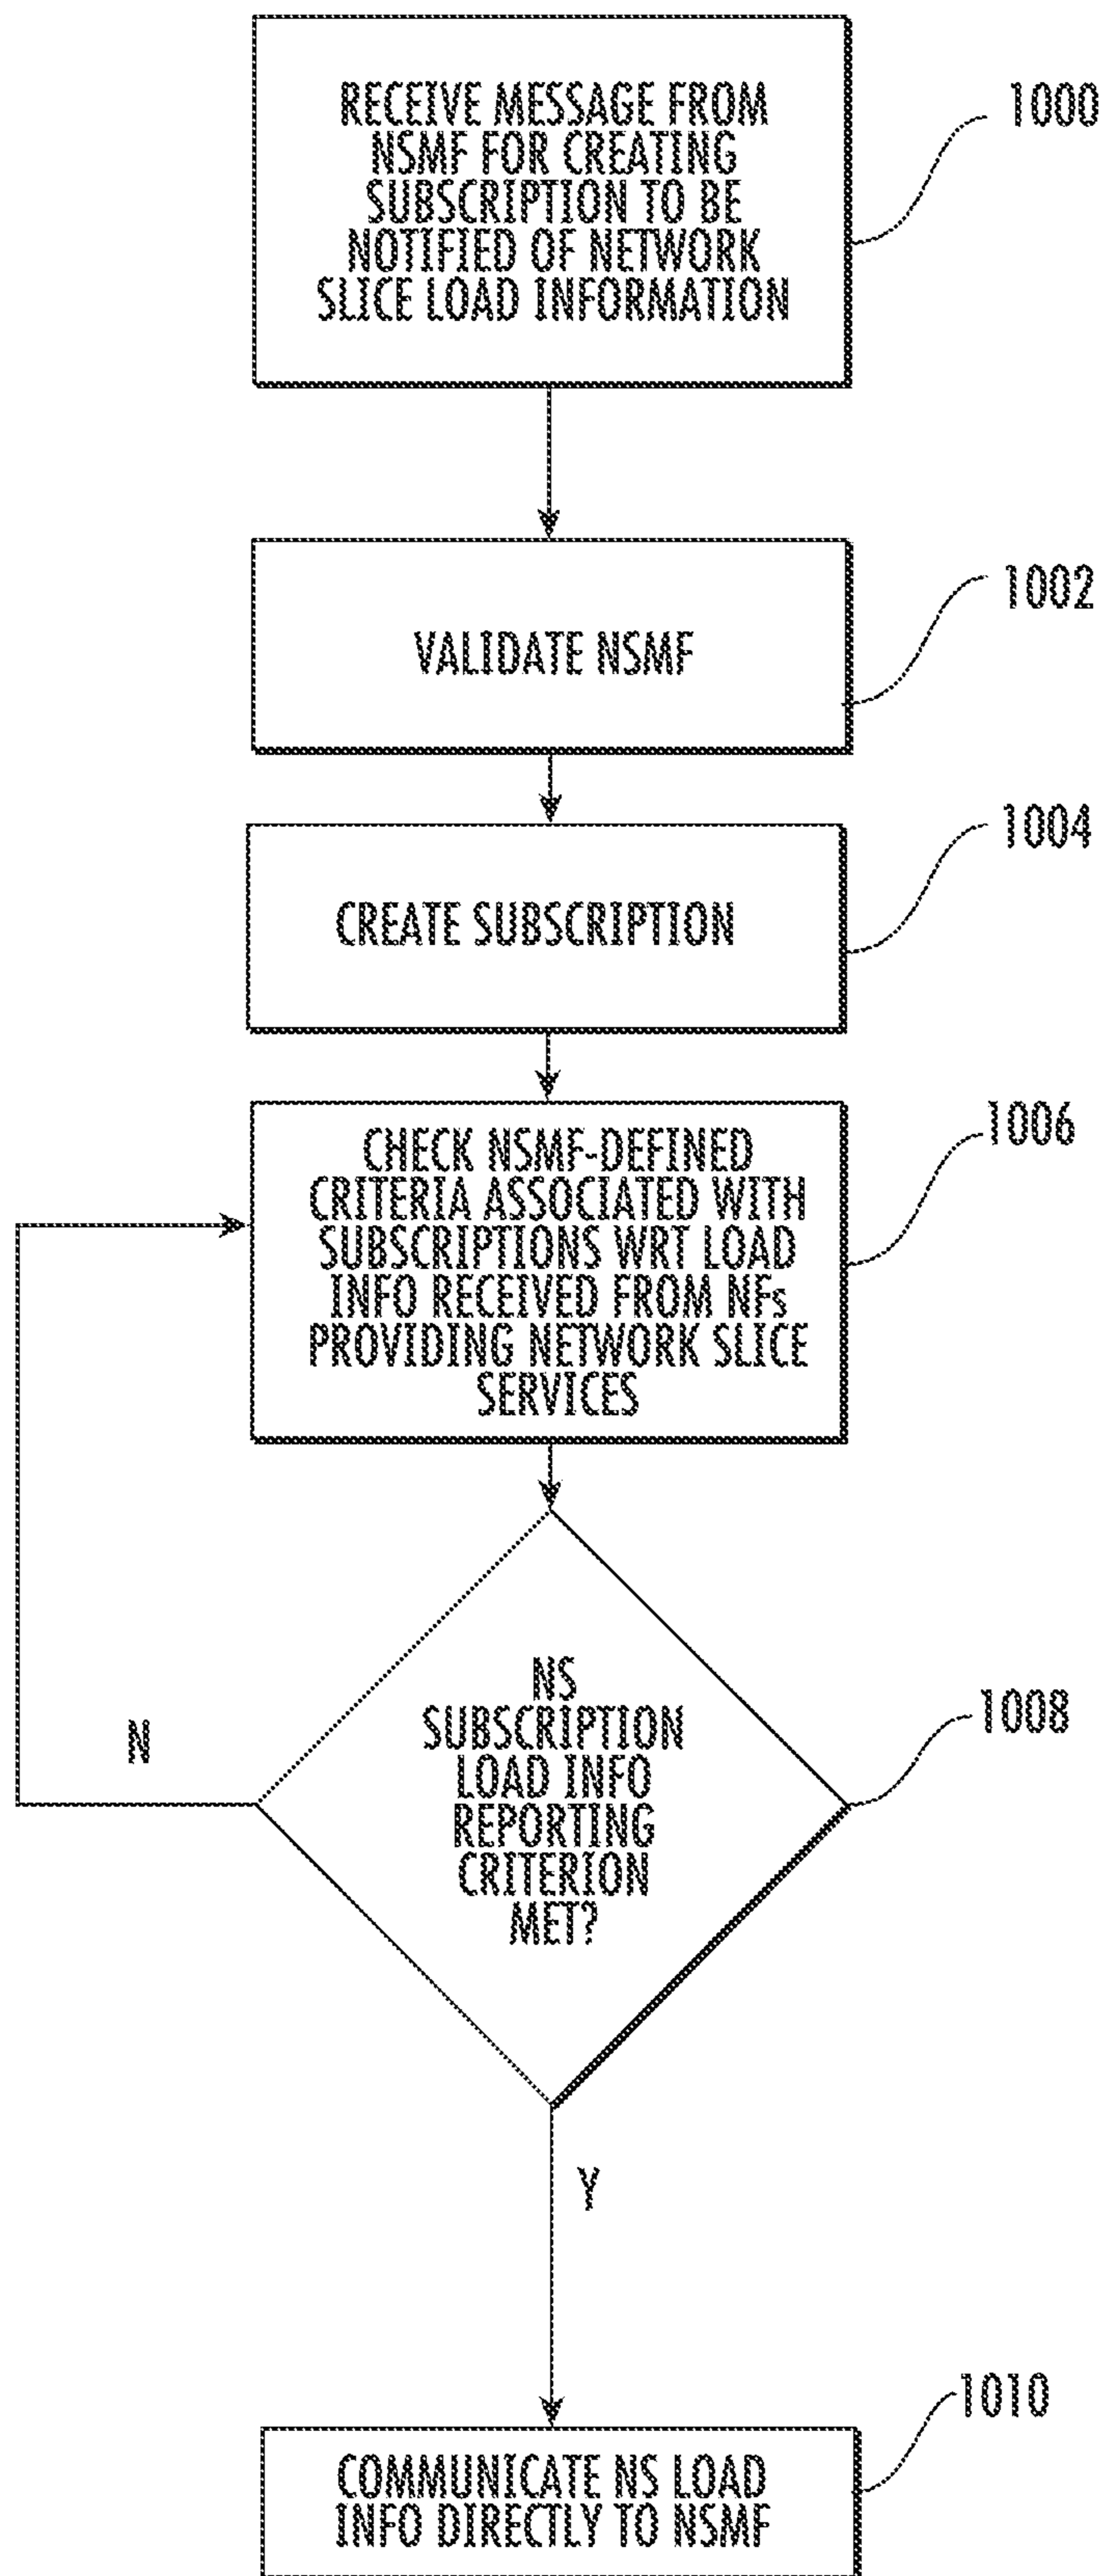 RECEIVE MESSAGE FROM
NSMF FOR CREATING
SUBSCRIPTION TO BE
NOTIFIED OF NETWORK
SLICE LOAD INFORMATION
1000
VALIDATE NSMF
1002
CREATE SUBSCRIPTION
1004
CHECK NSMF-DEFINED
CRITERIA ASSOCIATED WITH
SUBSCRIPTIONS WRT LOAD
INFO RECEIVED FROM NFs
PROVIDING NETWORK SLICE
SERVICES
1006
NS
SUBSCRIPTION
LOAD INFO
REPORTING
CRITERION
MET?
1008
N
Y
COMMUNICATE NS LOAD
INFO DIRECTLY TO NSMF
1010